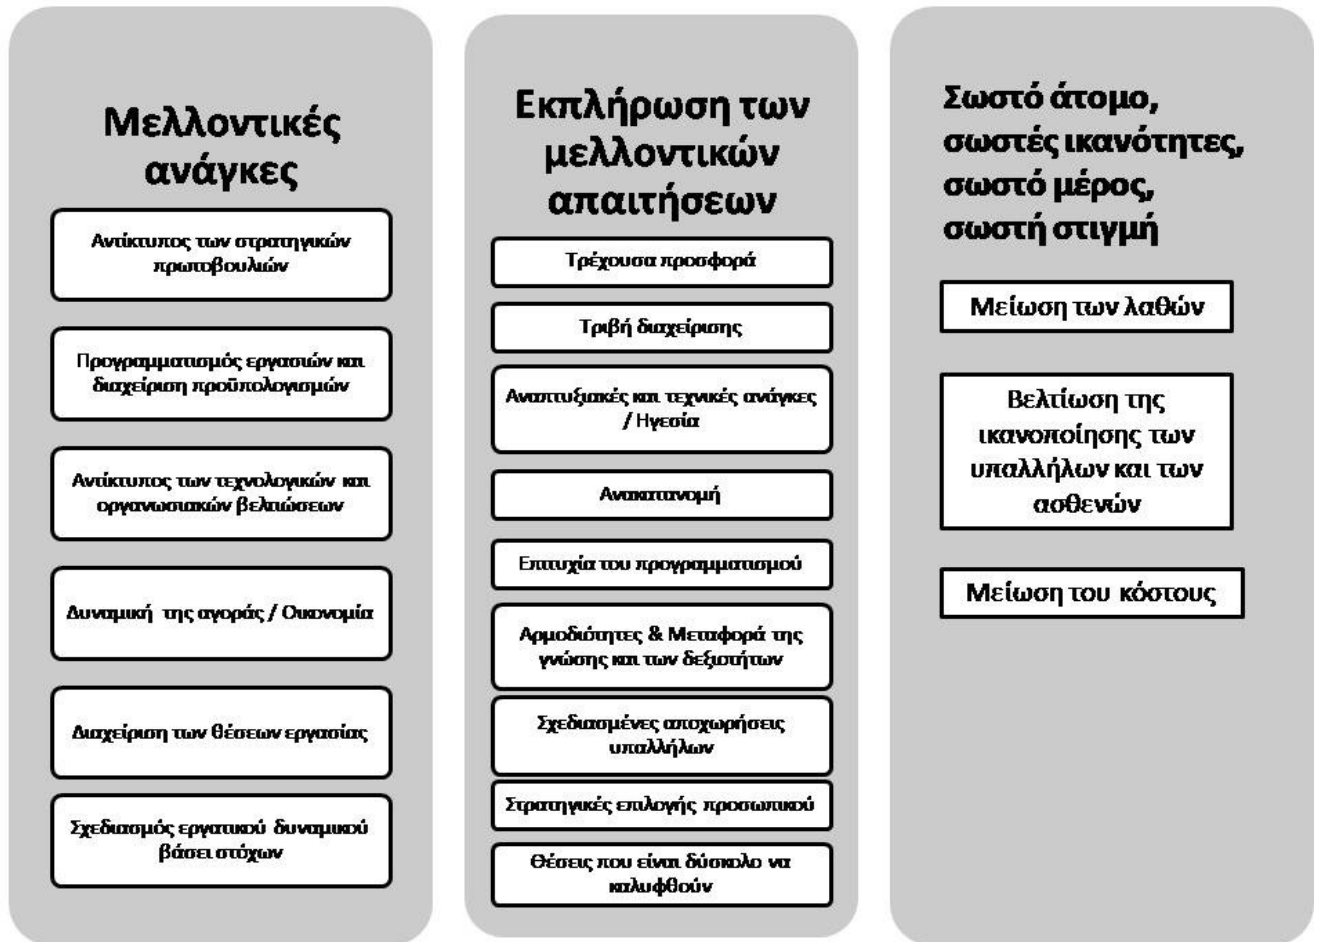 Μελλοντικές
ανάγκες
Αντίκτυπος των στρατηγικών
πρωτοβουλιών
Προγραμματισμός εργασιών και
διαχείριση προϋπολογισμών
Αντίκτυπος των τεχνολογικών και
οργανωσιακών βελτιώσεων
Δυναμική της αγοράς / Οικονομία
Διαχείριση των θέσεων εργασίας
Σχεδιασμός εργατικού δυναμικού
βάσει στόχων
Εκπλήρωση των
μελλοντικών
απαιτήσεων
Τρέχουσα προσφορά
Τριβή διαχείρισης
Αναπτυξιακές και τεχνικές ανάγκες
/ Ηγεσία
Ανακατανομή
Επιτυχία του προγραμματισμού
Αρμοδιότητες & Μεταφορά της
γνώσης και των δεξιοτήτων
Σχεδιασμένες αποχωρήσεις
υπαλλήλων
Στρατηγικές επιλογής προσωπικού
Θέσεις που είναι δύσκολο να
καλυφθούν
Σωστό άτομο,
σωστές ικανότητες,
σωστό μέρος,
σωστή στιγμή
Μείωση των λαθών
Βελτίωση της
ικανοποίησης των
υπαλλήλων και των
ασθενών
Μείωση του κόστους